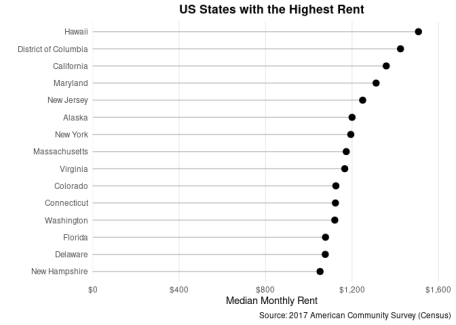 US States with the Highest Rent
Hawaii
District of Columbia
California
Maryland
New Jersey
Alaska
New York
Massachusetts
Virginia
Colorado
Connecticut
Washington
Florida
Delaware
New Hampshire
$0 $400 $800 $1,200 $1,600
Median Monthly Rent
Source: 2017 American Community Survey (Census)